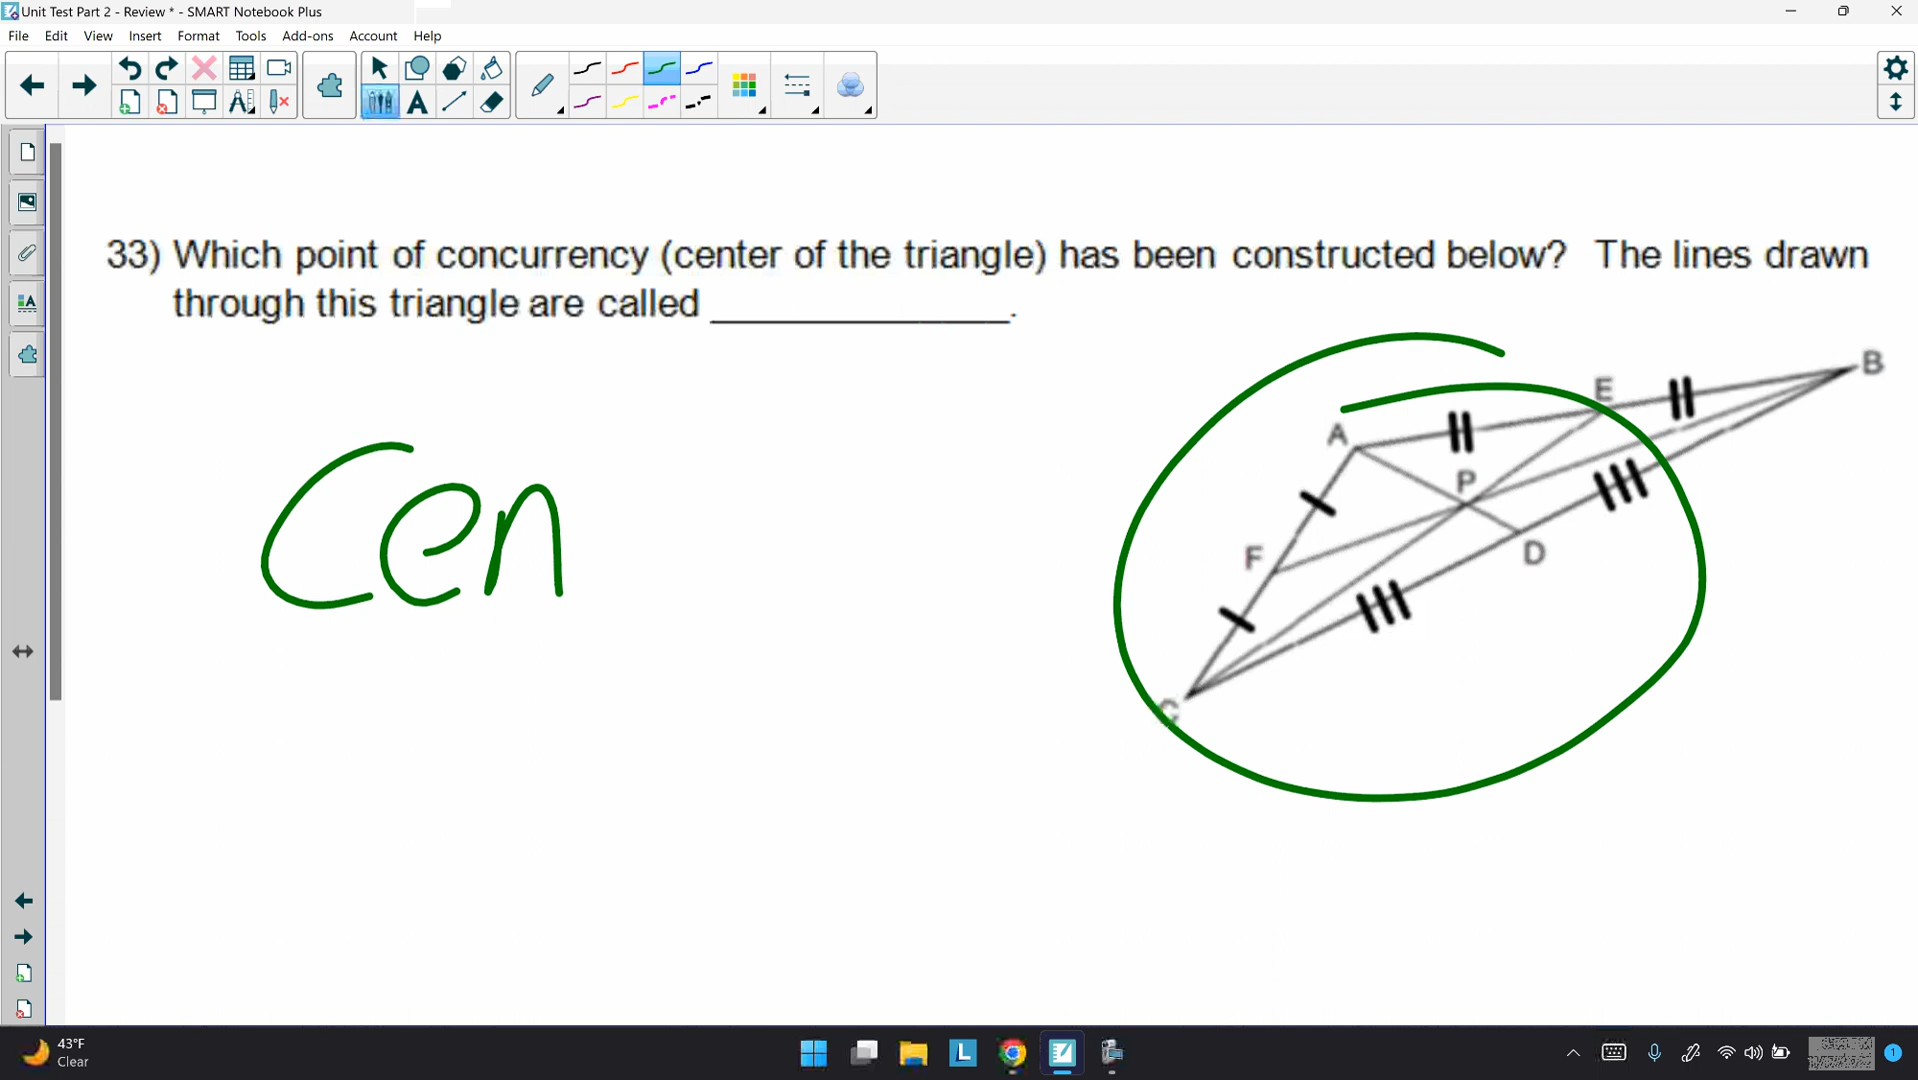 Unit Test Part 2 - Review * - SMART Notebook Plus
File Edit View Insert Format Tools Add-ons Account Help
33) Which point of concurrency (center of the triangle) has been constructed below? The lines drawn
through this triangle are called ______________.
B
E
A
P
F
D
C
Cen
43°F
Clear
L
1